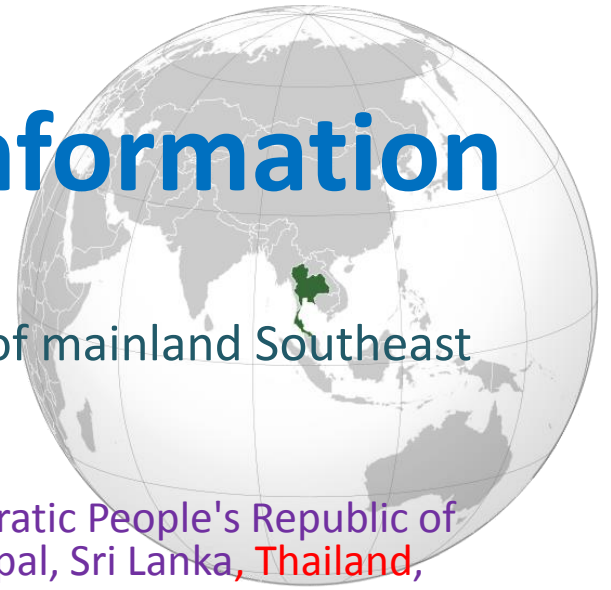 nformation
of mainland Southeast
ratic People's Republic of
pal, Sri Lanka, Thailand,